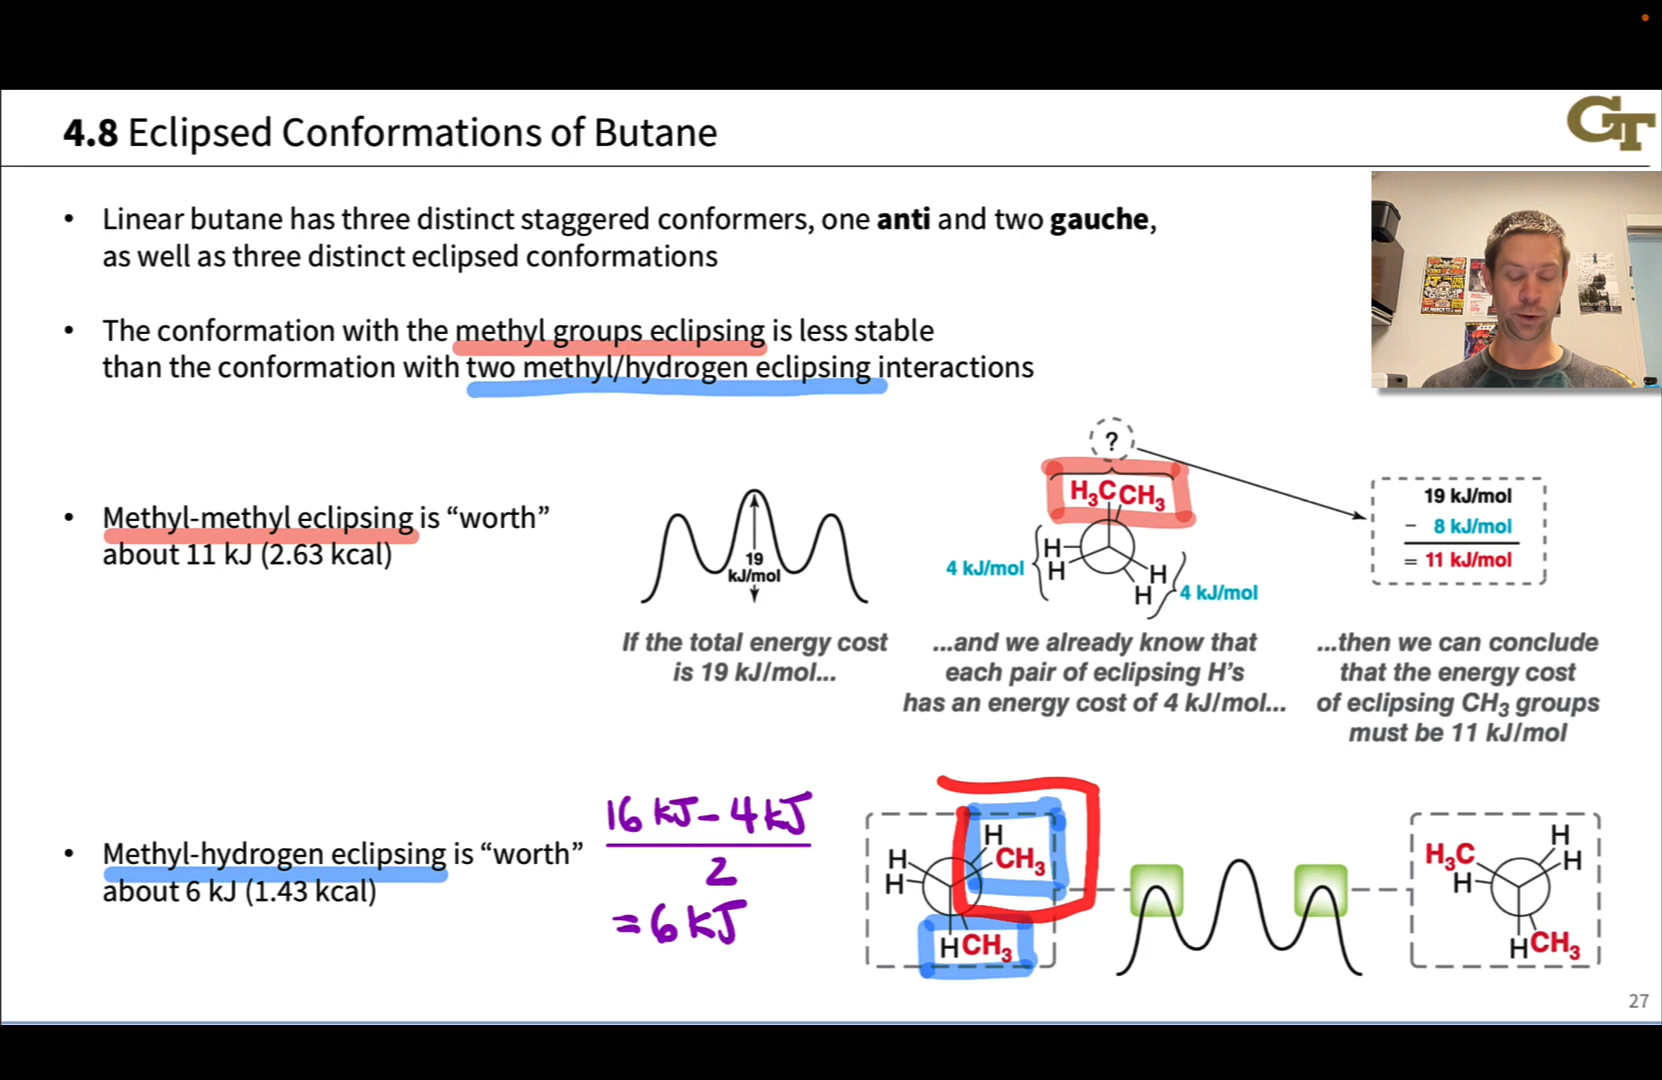 4.8 Eclipsed Conformations of Butane
GT
• Linear butane has three distinct staggered conformers, one anti and two gauche,
as well as three distinct eclipsed conformations
• The conformation with the methyl groups eclipsing is less stable
than the conformation with two methyl/hydrogen eclipsing interactions
• Methyl-methyl eclipsing is “worth”
about 11 kJ (2.63 kcal)
19
kJ/mol
If the total energy cost
is 19 kJ/mol...
?
H₃C CH₃
H
H
4 kJ/mol
H
H
4 kJ/mol
...and we already know that
each pair of eclipsing H's
has an energy cost of 4 kJ/mol...
19 kJ/mol
- 8 kJ/mol
= 11 kJ/mol
...then we can conclude
that the energy cost
of eclipsing CH₃ groups
must be 11 kJ/mol
• Methyl-hydrogen eclipsing is “worth”
about 6 kJ (1.43 kcal)
16 kJ - 4 kJ
2
= 6 kJ
H
CH₃
H
H
H CH₃
H₃C
H
H
H
H CH₃
27